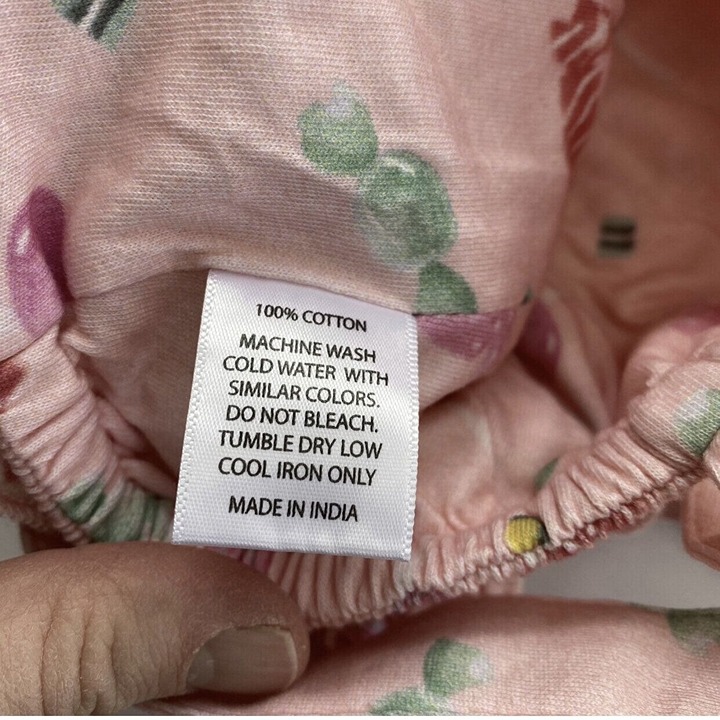 100% COTTON
MACHINE WASH
COLD WATER WITH
SIMILAR COLORS.
DO NOT BLEACH.
TUMBLE DRY LOW
COOL IRON ONLY
MADE IN INDIA